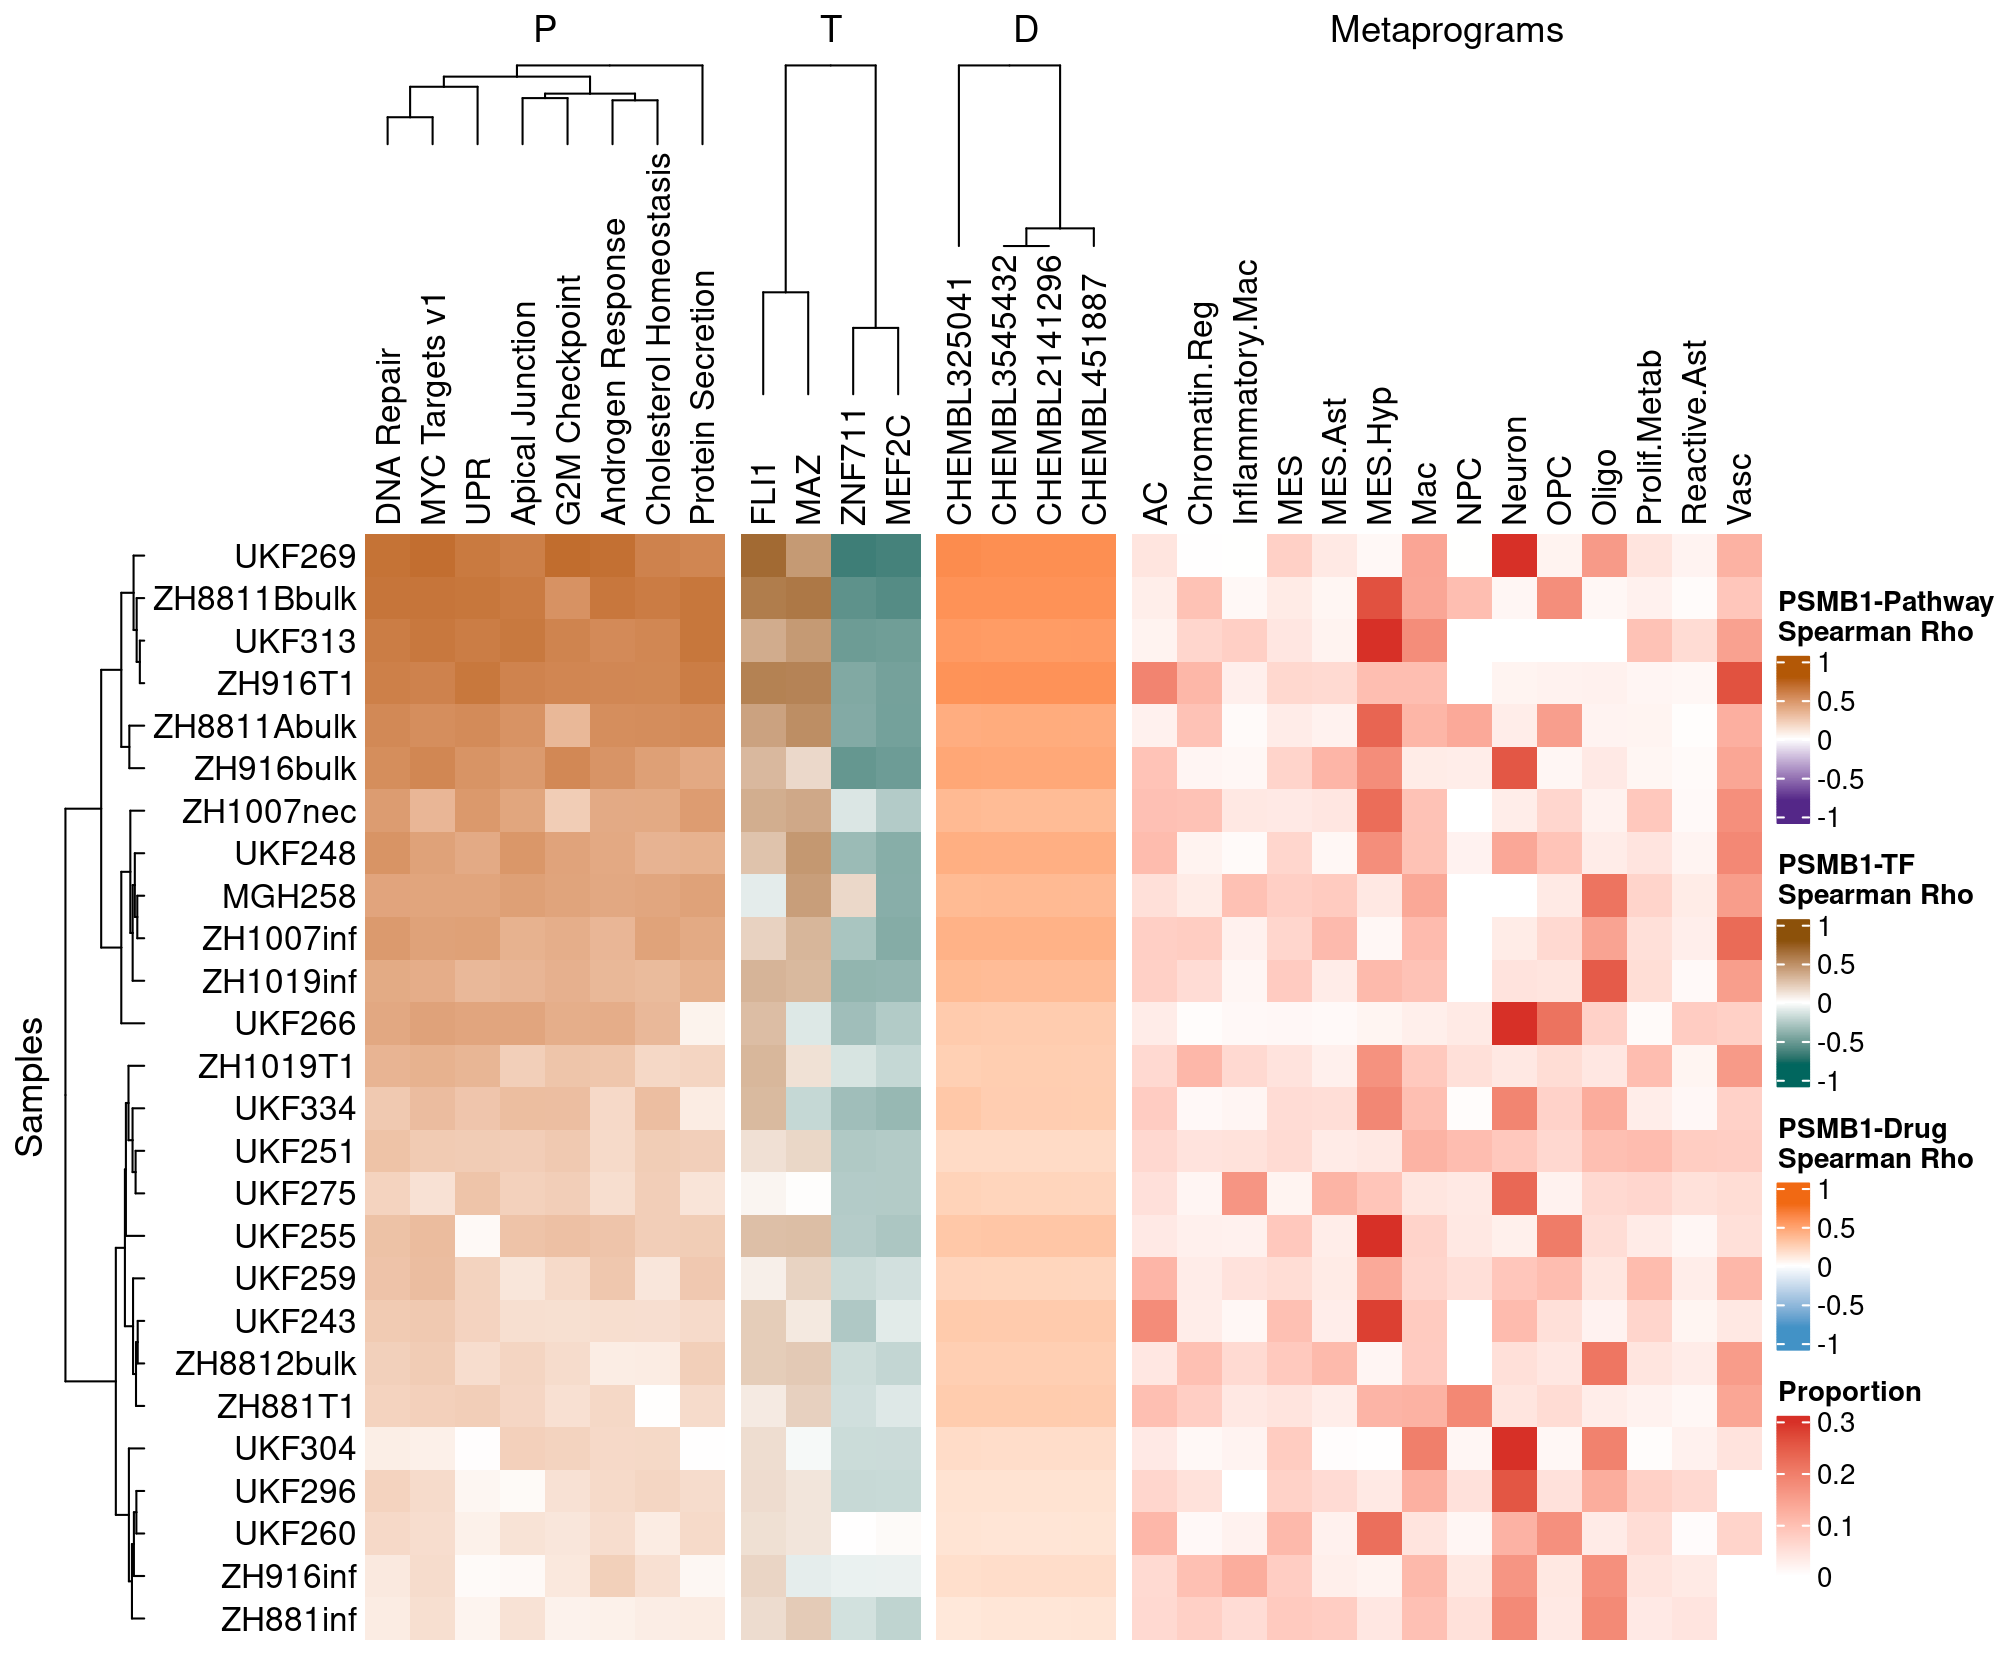 P T D Metaprograms
DNA Repair
MYC Targets v1
UPR
Apical Junction
G2M Checkpoint
Androgen Response
Cholesterol Homeostasis
Protein Secretion
FLI1
MAZ
ZNF711
MEF2C
CHEMBL325041
CHEMBL3545432
CHEMBL2141296
CHEMBL451887
AC
Chromatin.Reg
Inflammatory.Mac
MES
MES.Ast
MES.Hyp
Mac
NPC
Neuron
OPC
Oligo
Prolif.Metab
Reactive.Ast
Vasc
Samples
UKF269
ZH8811Bbulk
UKF313
ZH916T1
ZH8811Abulk
ZH916bulk
ZH1007nec
UKF248
MGH258
ZH1007inf
ZH1019inf
UKF266
ZH1019T1
UKF334
UKF251
UKF275
UKF255
UKF259
UKF243
ZH8812bulk
ZH881T1
UKF304
UKF296
UKF260
ZH916inf
ZH881inf
PSMB1-Pathway
Spearman Rho
1
0.5
0
-0.5
-1
PSMB1-TF
Spearman Rho
1
0.5
0
-0.5
-1
PSMB1-Drug
Spearman Rho
1
0.5
0
-0.5
-1
Proportion
0.3
0.2
0.1
0